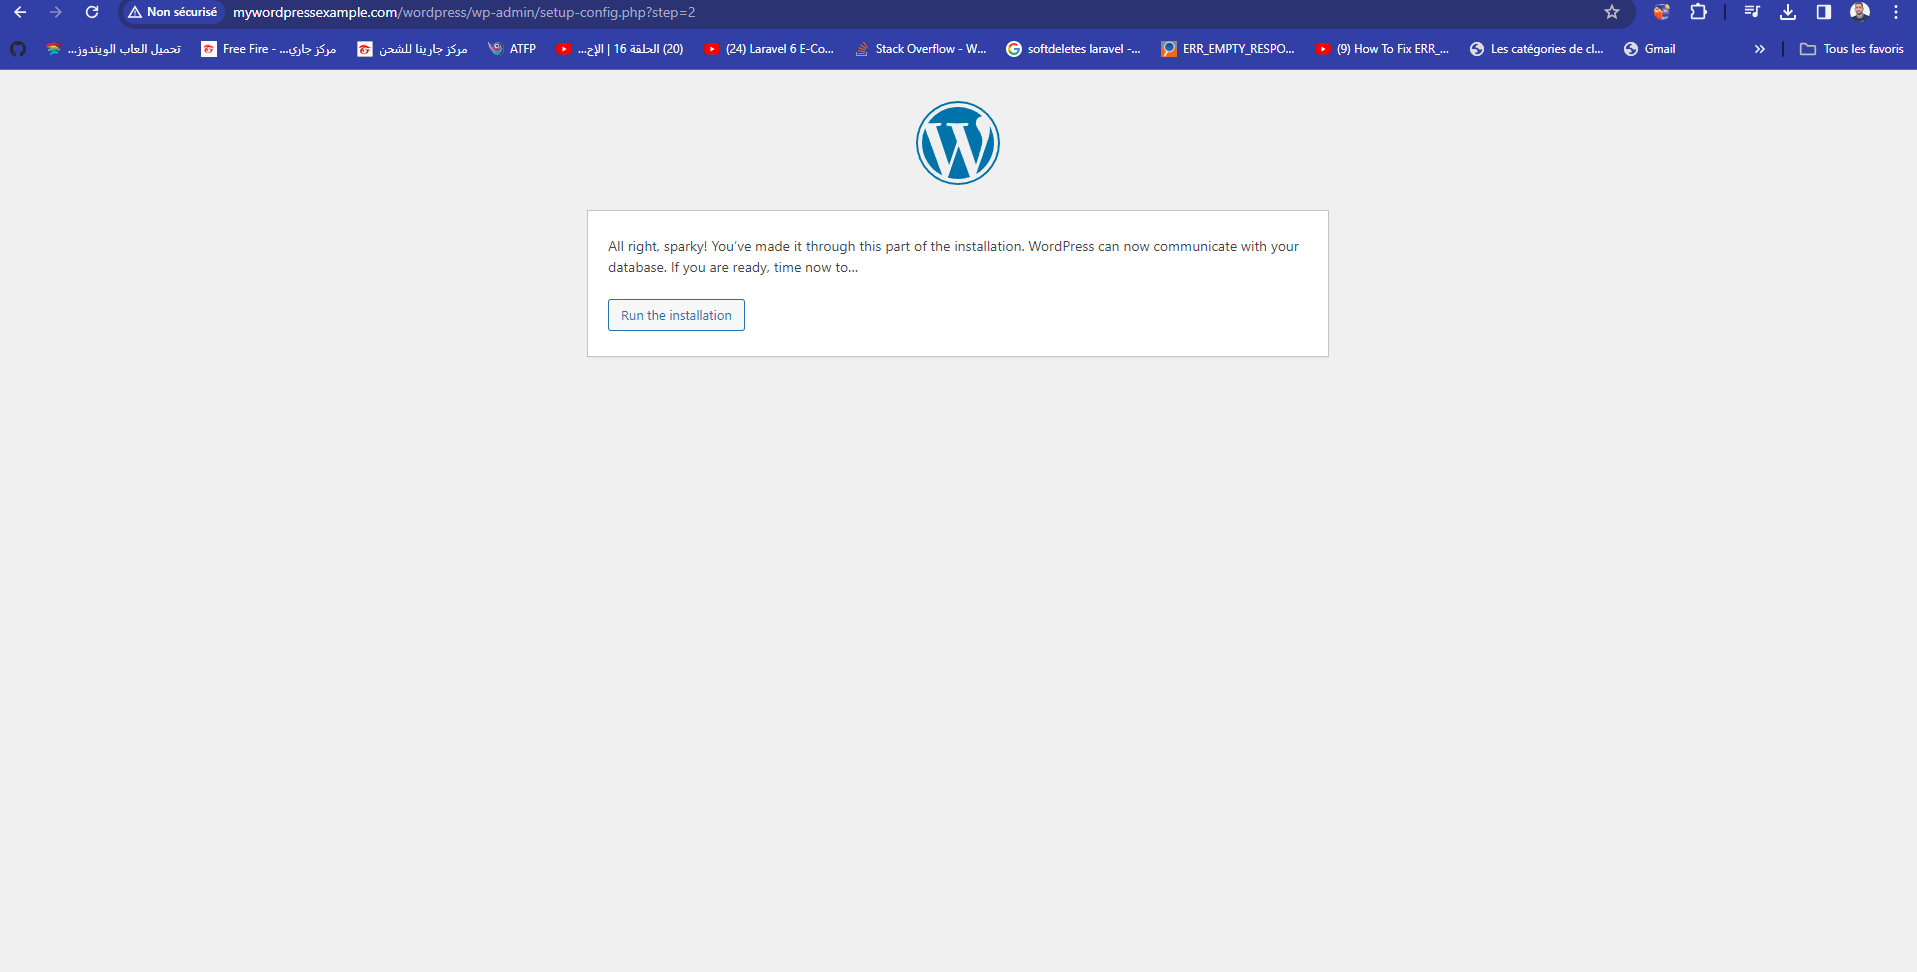 Non sécurisé mywordpressexample.com/wordpress/wp-admin/setup-config.php?step=2
تحميل العاب الويندوز...
Free Fire - مركز جاري...
مركز جارينا للشحن
ATFP
(20) الحلقة 16 | الإح...
(24) Laravel 6 E-Co...
Stack Overflow - W...
softdeletes laravel -...
ERR_EMPTY_RESPO...
(9) How To Fix ERR_...
Les catégories de cl...
Gmail
»
Tous les favoris
W
All right, sparky! You’ve made it through this part of the installation. WordPress can now communicate with your
database. If you are ready, time now to…
Run the installation